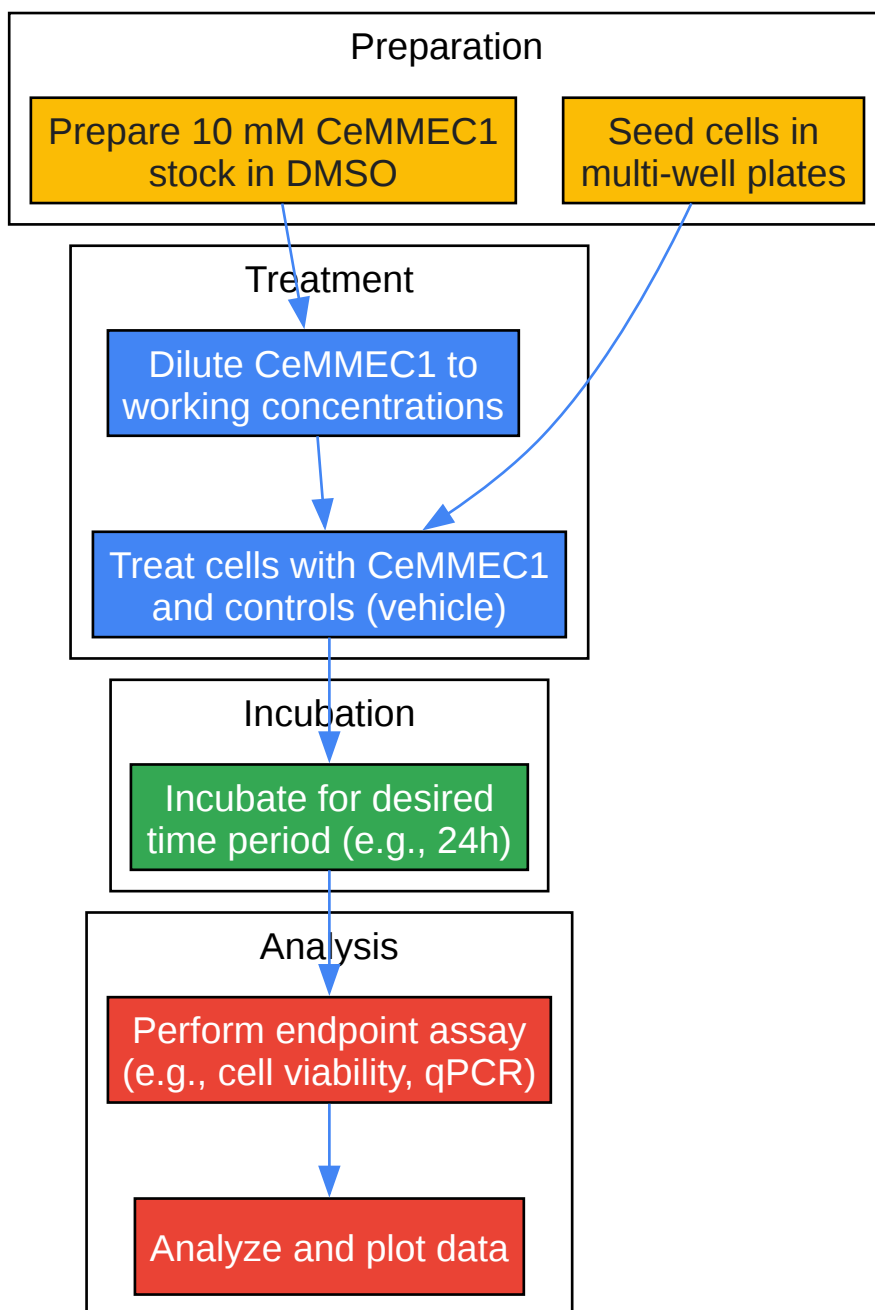 Preparation
Prepare 10 mM CeMMEC1
stock in DMSO
Seed cells in
multi-well plates
Treatment
Dilute CeMMEC1 to
working concentrations
Treat cells with CeMMEC1
and controls (vehicle)
Incubation
Incubate for desired
time period (e.g., 24h)
Analysis
Perform endpoint assay
(e.g., cell viability, qPCR)
Analyze and plot data